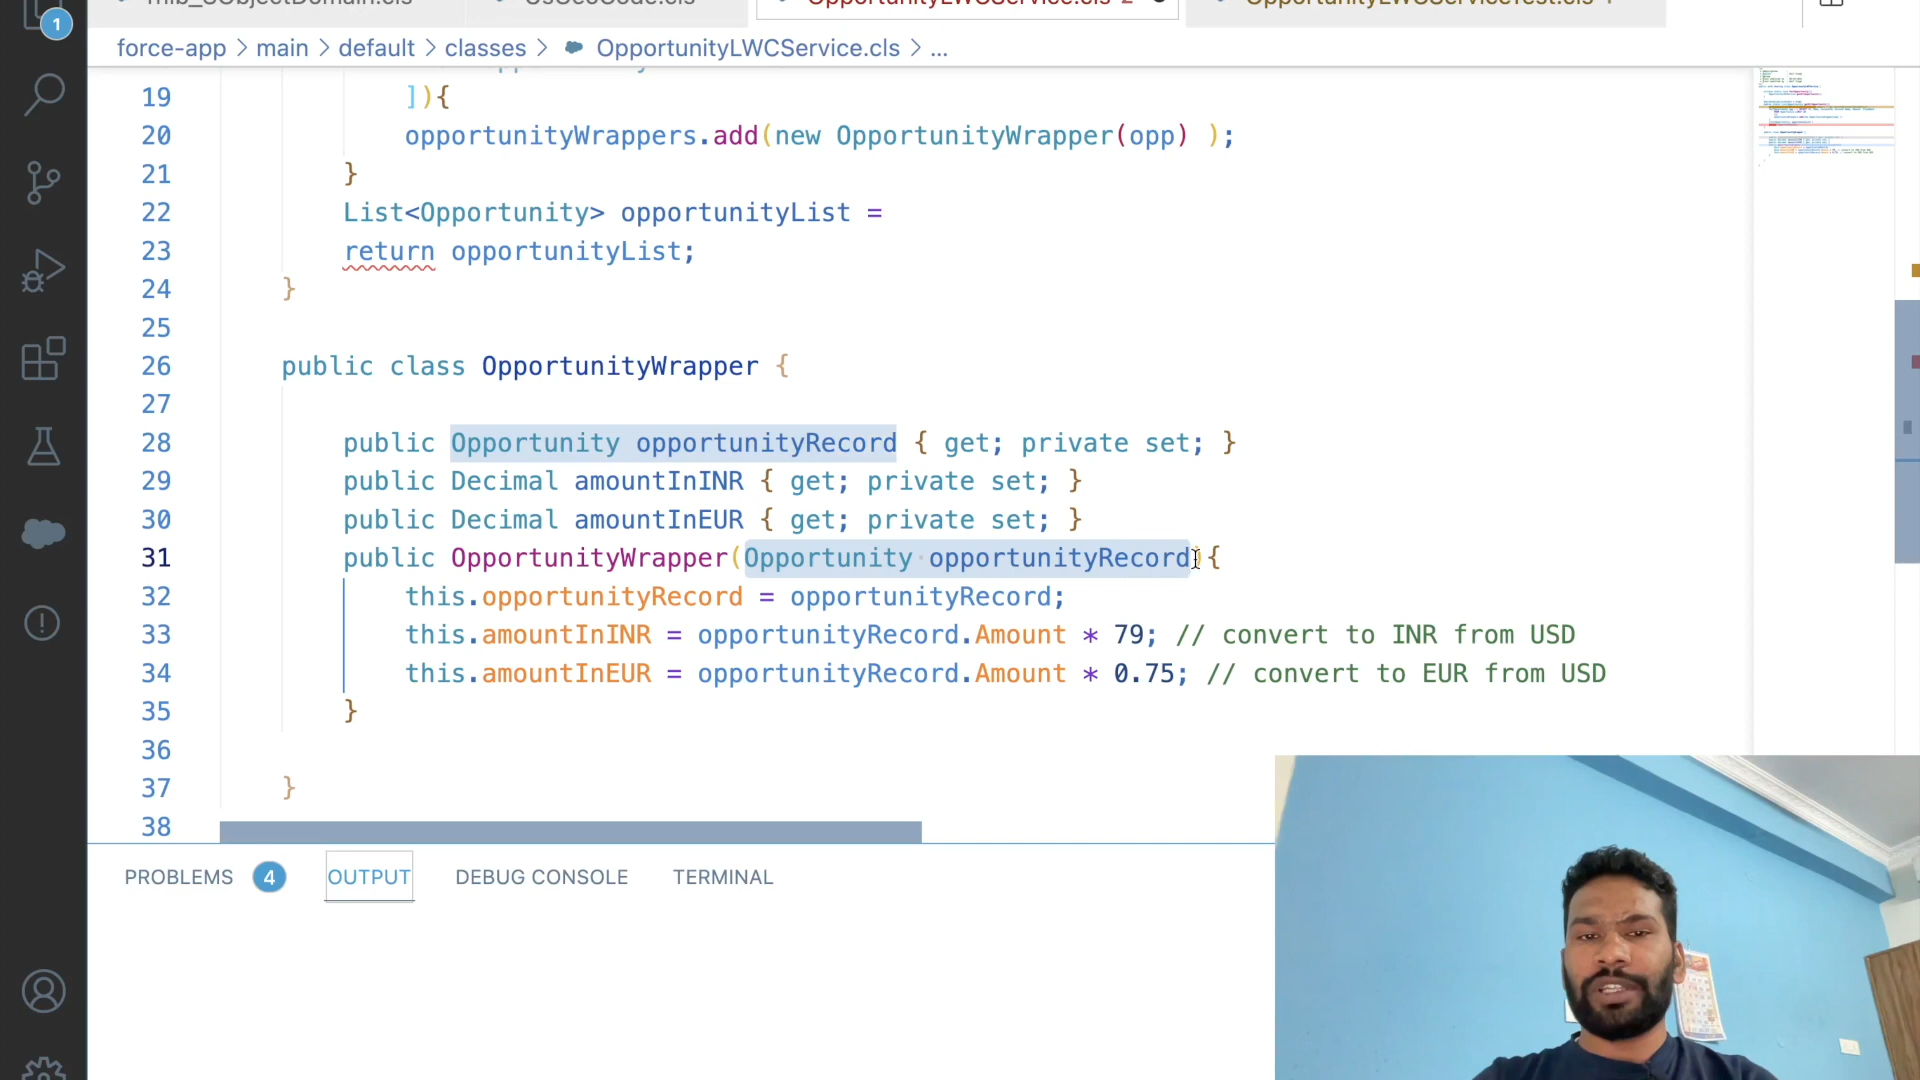 1
OpportunityLWCService.cls 2
force-app > main > default > classes > OpportunityLWCService.cls > ...
19 ]){
20 opportunityWrappers.add(new OpportunityWrapper(opp) );
21 }
22 List<Opportunity> opportunityList =
23 return opportunityList;
24 }
25
26 public class OpportunityWrapper {
27
28 public Opportunity opportunityRecord { get; private set; }
29 public Decimal amountInINR { get; private set; }
30 public Decimal amountInEUR { get; private set; }
31 public OpportunityWrapper(Opportunity opportunityRecord){
32 this.opportunityRecord = opportunityRecord;
33 this.amountInINR = opportunityRecord.Amount * 79; // convert to INR from USD
34 this.amountInEUR = opportunityRecord.Amount * 0.75; // convert to EUR from USD
35 }
36
37 }
38
PROBLEMS 4 OUTPUT DEBUG CONSOLE TERMINAL